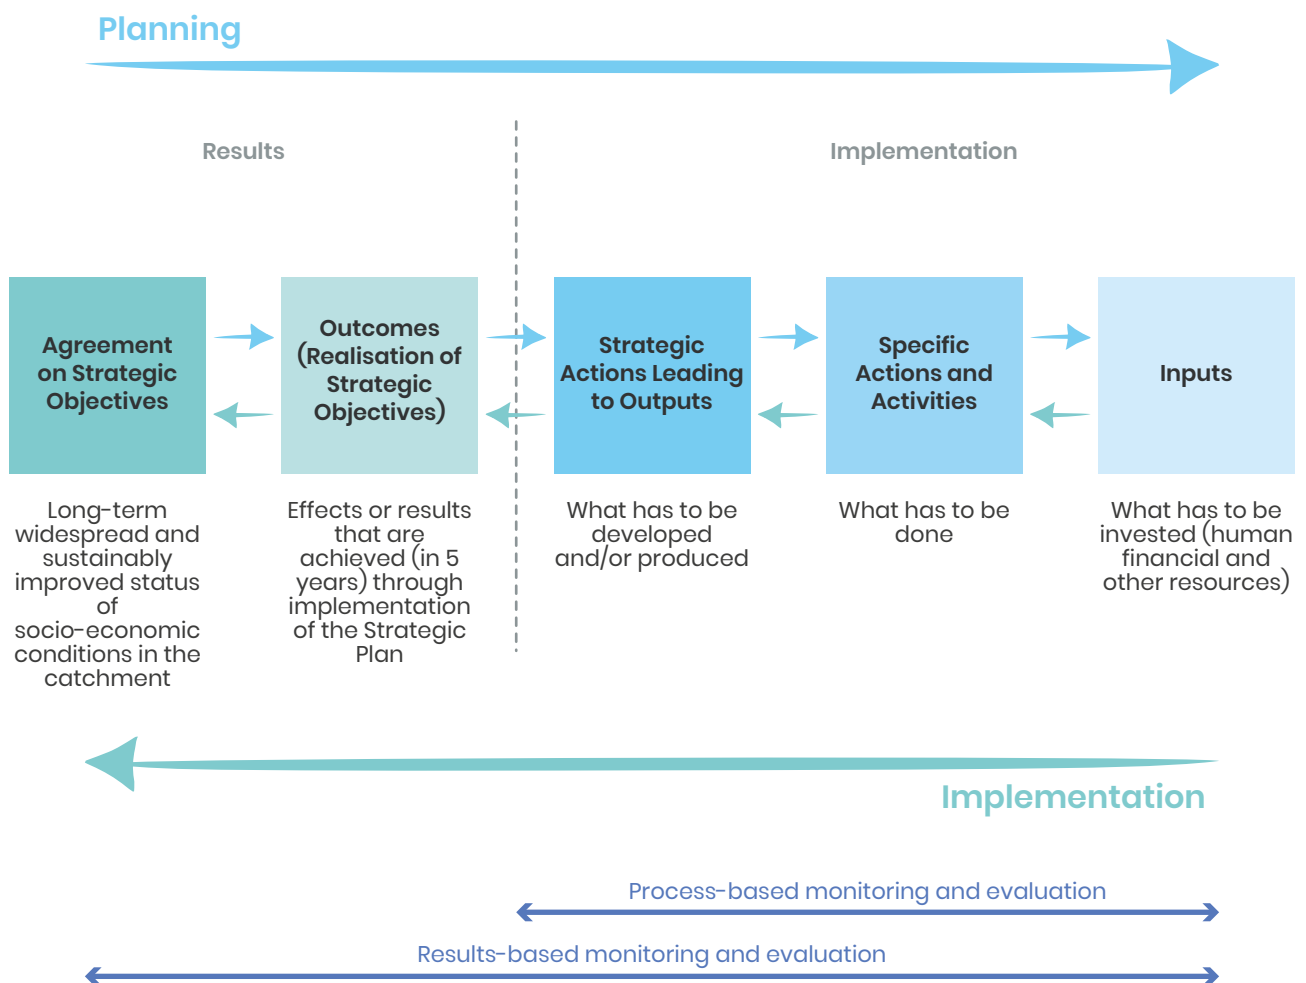 Planning
Results
Implementation
Agreement
on Strategic
Objectives
Outcomes
(Realisation of
Strategic
Objectives)
Strategic
Actions Leading
to Outputs
Specific
Actions and
Activities
Inputs
Long-term
widespread and
sustainably
improved status
of
socio-economic
conditions in the
catchment
Effects or results
that are
achieved (in 5
years) through
implementation
of the Strategic
Plan
What has to be
developed
and/or produced
What has to be
done
What has to be
invested (human
financial and
other resources)
Implementation
Process-based monitoring and evaluation
Results-based monitoring and evaluation